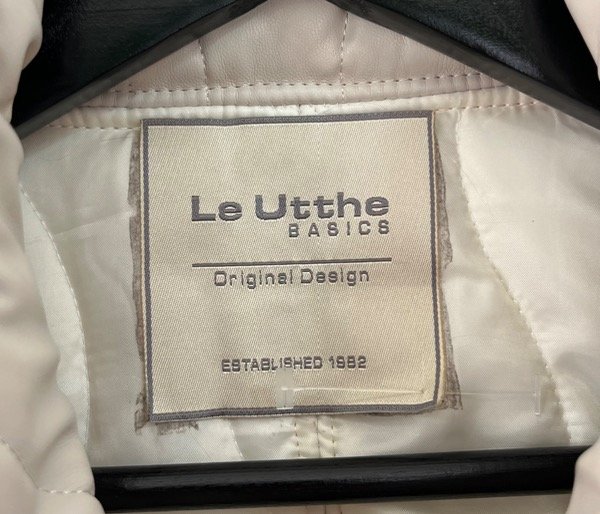 Le Utthe
BASICS
Original Design
ESTABLISHED 1982